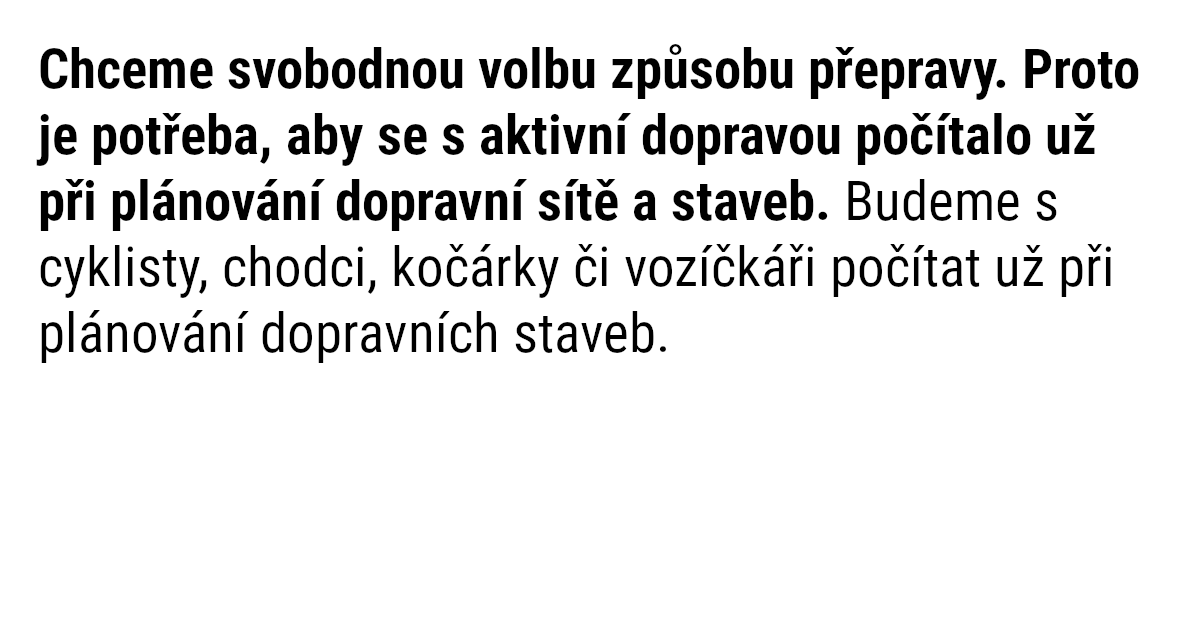 Chceme svobodnou volbu způsobu přepravy. Proto
je potřeba, aby se s aktivní dopravou počítalo už
při plánování dopravní sítě a staveb. Budeme s
cyklisty, chodci, kočárky či vozíčkáři počítat už při
plánování dopravních staveb.